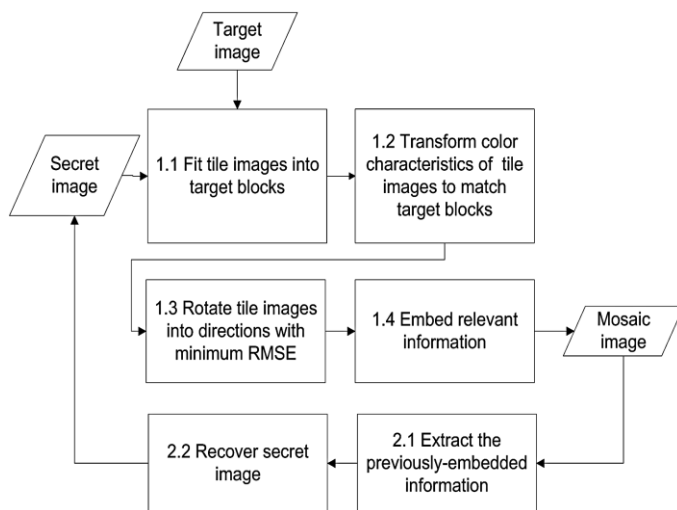 Target
image
Secret
image
1.1 Fit tile images into
target blocks
1.2 Transform color
characteristics of tile
images to match
target blocks
1.3 Rotate tile images
into directions with
minimum RMSE
1.4 Embed relevant
information
Mosaic
image
2.2 Recover secret
image
2.1 Extract the
previously-embedded
information